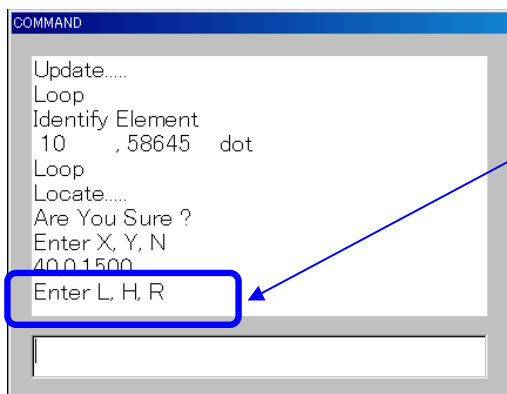 COMMAND
Update.....
Loop
Identify Element
10 , 58645 dot
Loop
Locate.....
Are You Sure ?
Enter X, Y, N
40,0,1500
Enter L, H, R